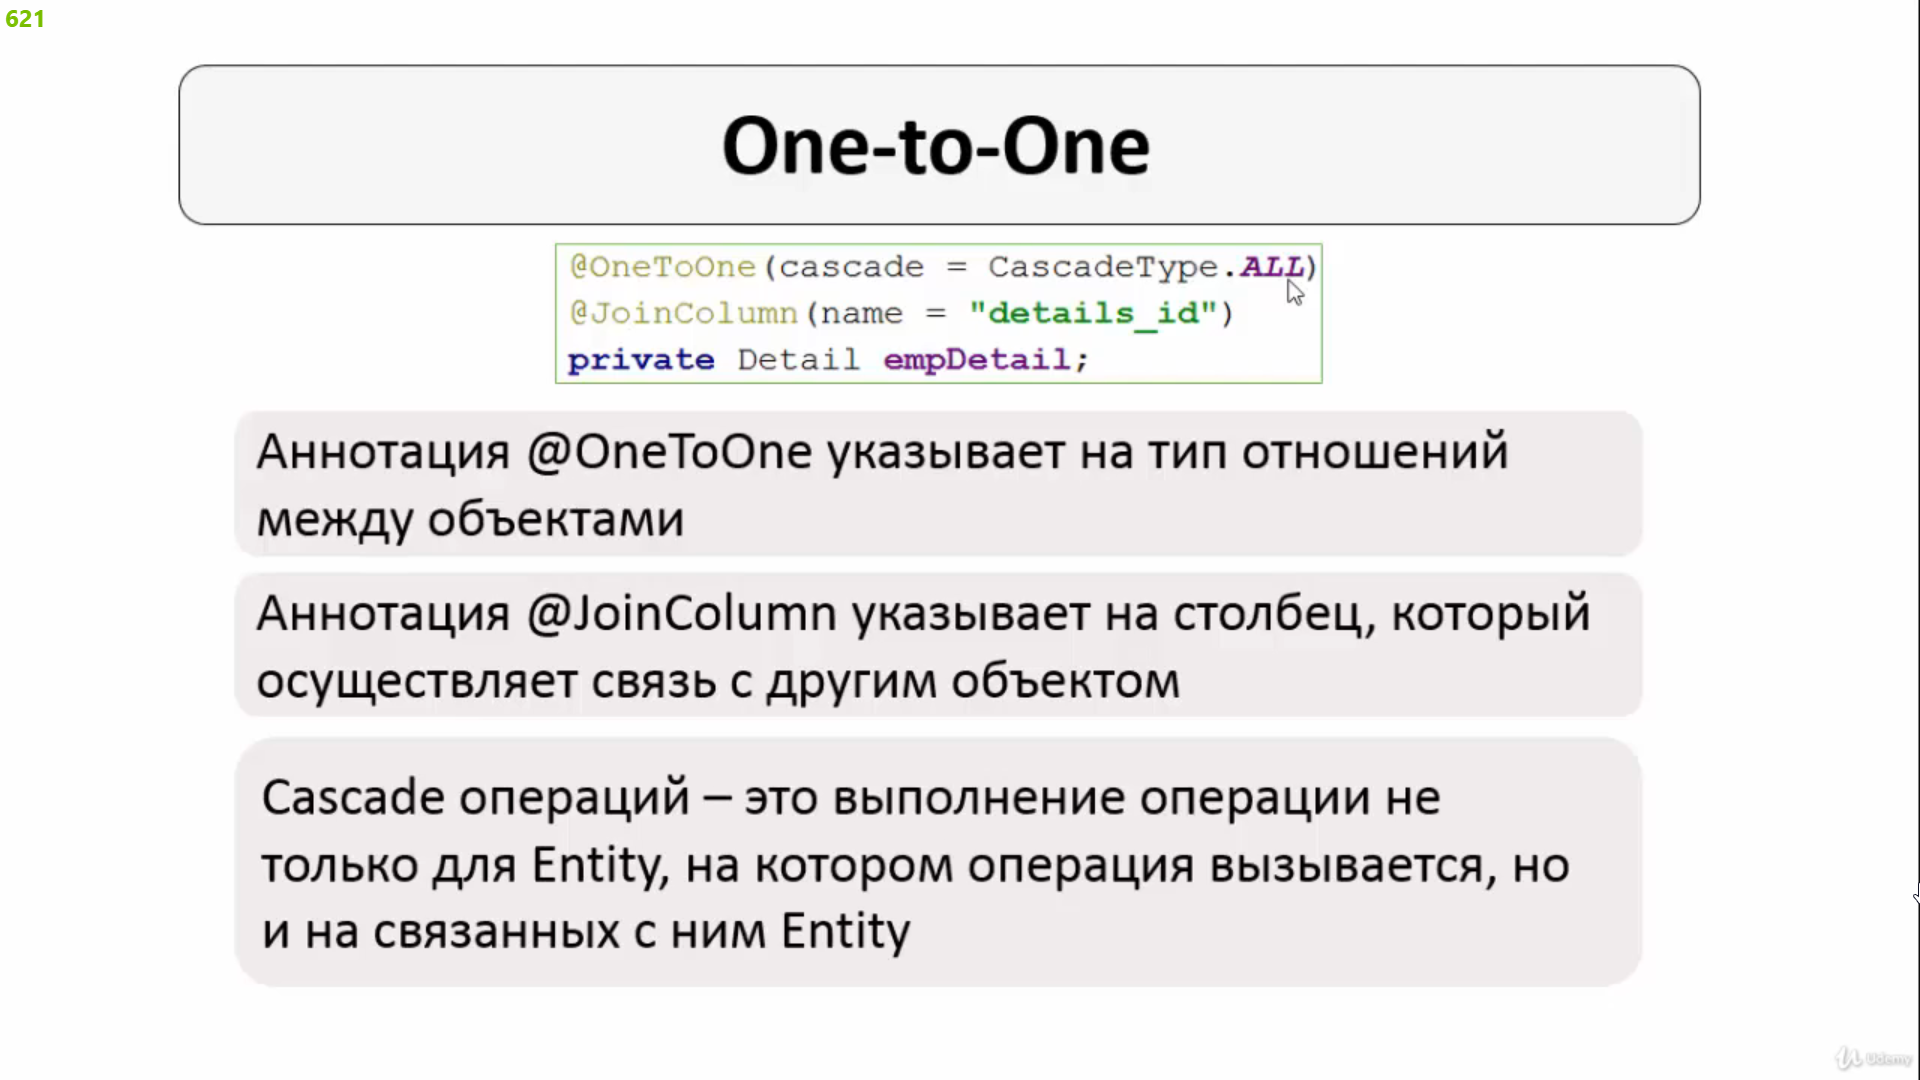 621
One-to-One
@OneToOne(cascade = CascadeType.ALL)
@JoinColumn(name = "details_id")
private Detail empDetail;
Аннотация @OneToOne указывает на тип отношений
между объектами
Аннотация @JoinColumn указывает на столбец, который
осуществляет связь с другим объектом
Cascade операций – это выполнение операции не
только для Entity, на котором операция вызывается, но
и на связанных с ним Entity
Udemy